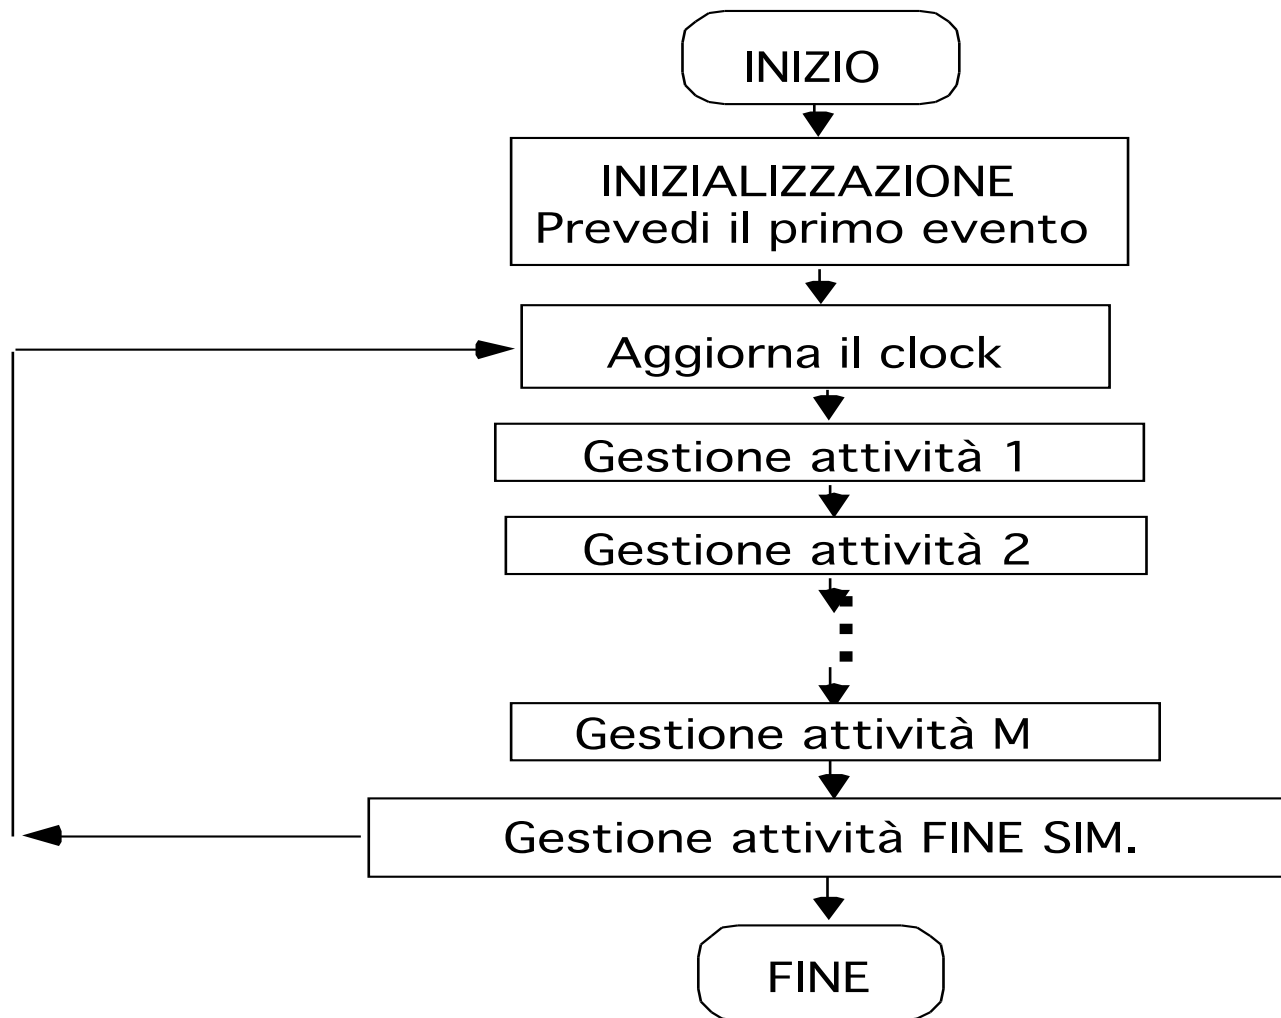 INIZIO
INIZIALIZZAZIONE
Prevedi il primo evento
Aggiorna il clock
Gestione attività 1
Gestione attività 2
Gestione attività M
Gestione attività FINE SIM.
FINE